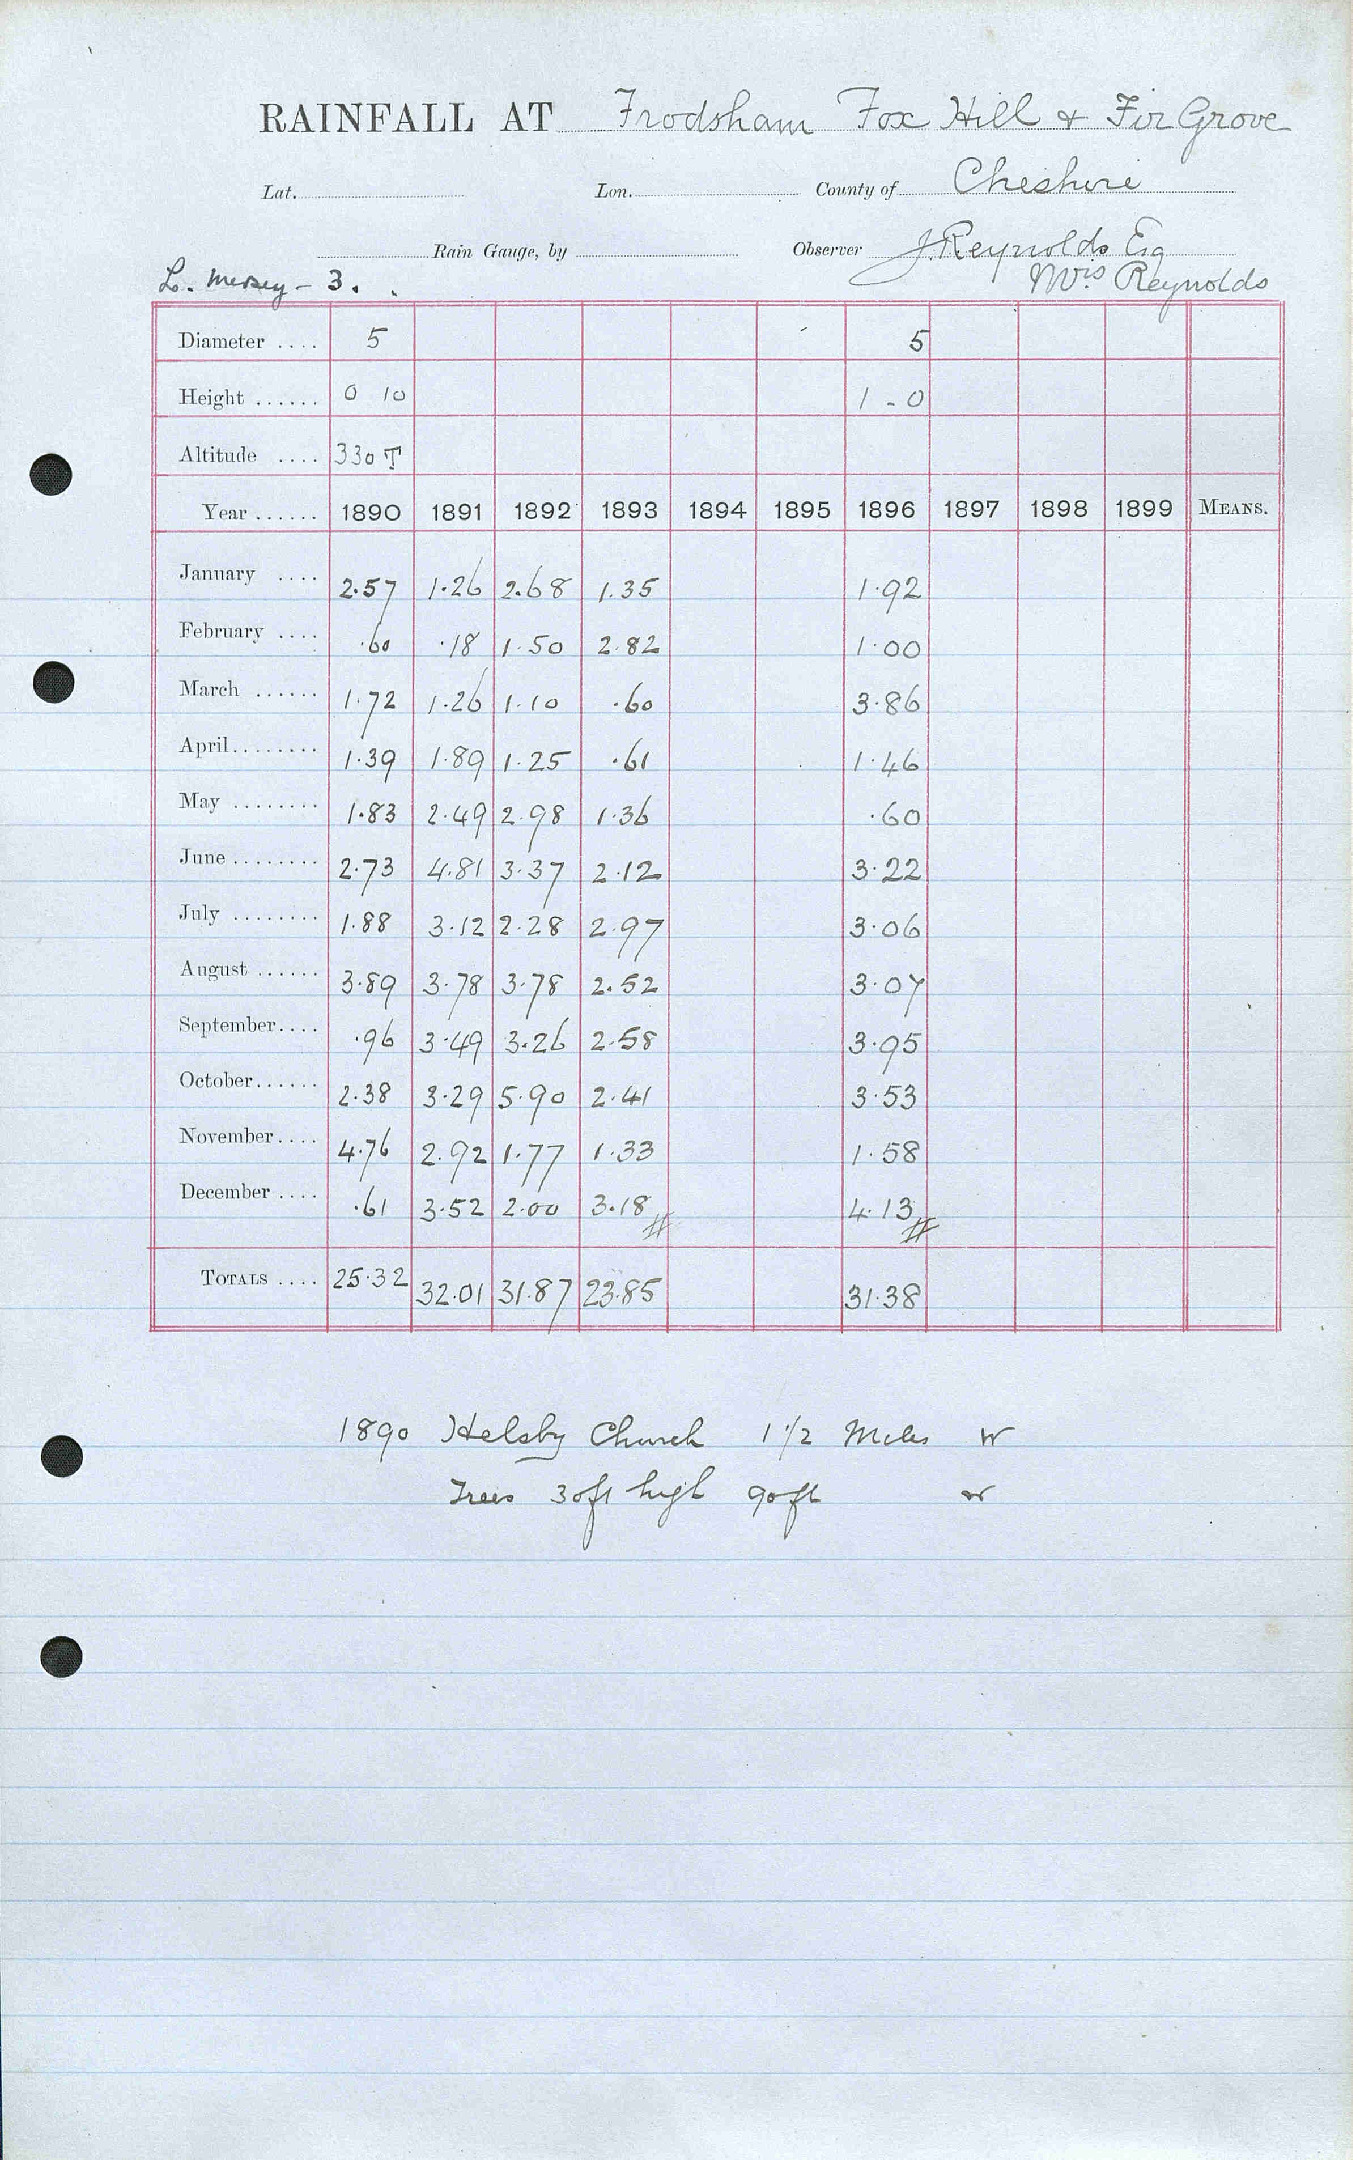 RAINFALL AT Frodsham Fox Hill & Fir Grove
Lat. Lon. County of Cheshire
Rain Gauge, by Observer J. Reynolds Esq
L. Mersey - 3. Mrs Reynolds
Diameter .... 5 5
Height ...... 0 10 1 - 0
Altitude .... 330 T
Year ...... 1890 1891 1892 1893 1894 1895 1896 1897 1898 1899 MEANS.
January .... 2.57 1.26 2.68 1.35 1.92
February .... .60 .18 1.50 2.82 1.00
March ...... 1.72 1.26 1.10 .60 3.86
April ........ 1.39 1.89 1.25 .61 1.46
May ........ 1.83 2.49 2.98 1.36 .60
June ........ 2.73 4.81 3.37 2.12 3.22
July ........ 1.88 3.12 2.28 2.97 3.06
August ...... 3.89 3.78 3.78 2.52 3.07
September.... .96 3.49 3.26 2.58 3.95
October...... 2.38 3.29 5.90 2.41 3.53
November.... 4.76 2.92 1.77 1.33 1.58
December .... .61 3.52 2.00 3.18 4.13
TOTALS .... 25.32 32.01 31.87 23.85 31.38
1890 Helsby Church 1 1/2 Miles W
Trees 30ft high 90ft W